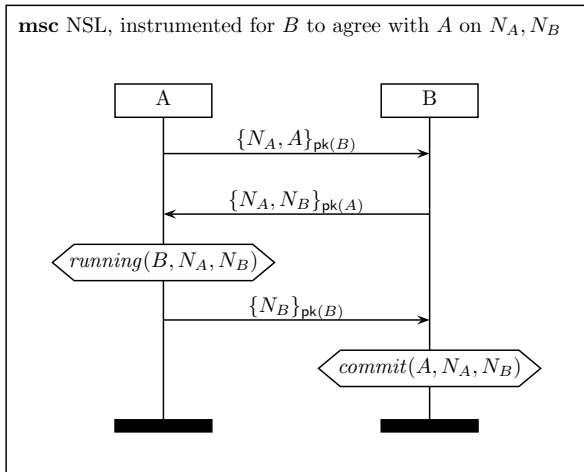 msc NSL, instrumented for B to agree with A on N_A, N_B
A B
{N_A, A}_pk(B)
{N_A, N_B}_pk(A)
running(B, N_A, N_B)
{N_B}_pk(B)
commit(A, N_A, N_B)